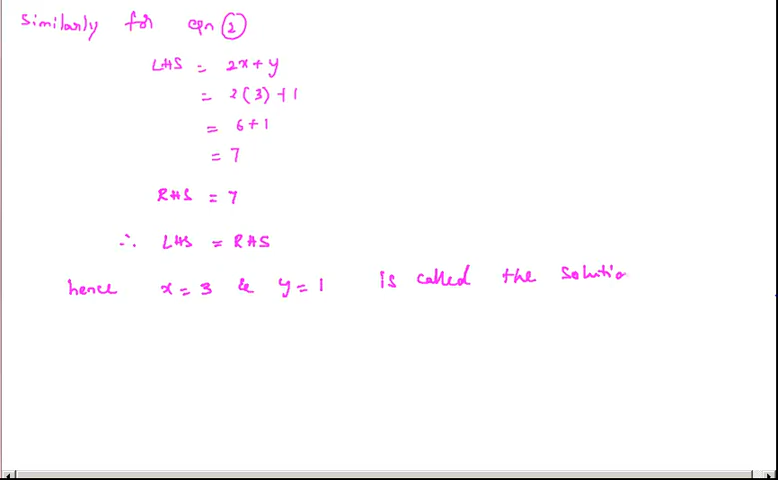 Similarly for eqn ②
LHS = 2x+y
= 2(3)+1
= 6+1
= 7
RHS = 7
∴ LHS = RHS
hence x=3 & y=1 is called the solutio